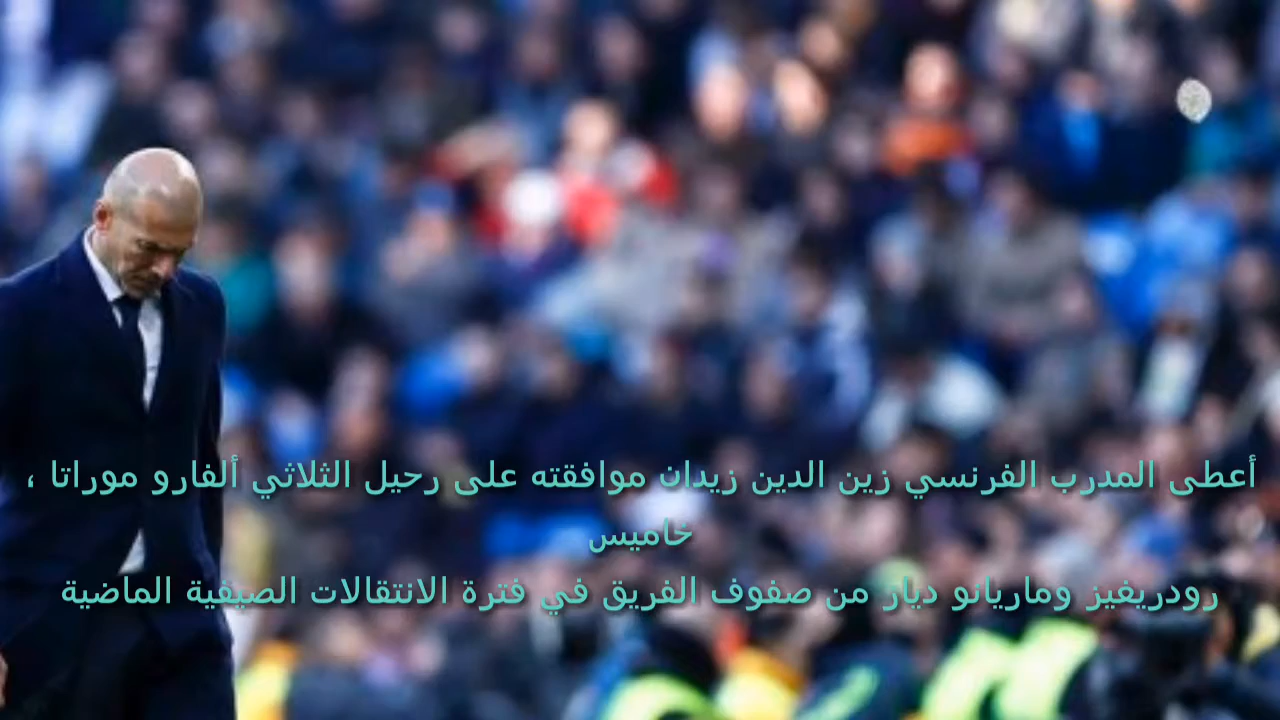 أعطى المدرب الفرنسي زين الدين زيدان موافقته على رحيل الثلاثي ألفارو موراتا ،
خاميس
رودريغيز وماريانو دياز من صفوف الفريق في فترة الانتقالات الصيفية الماضية